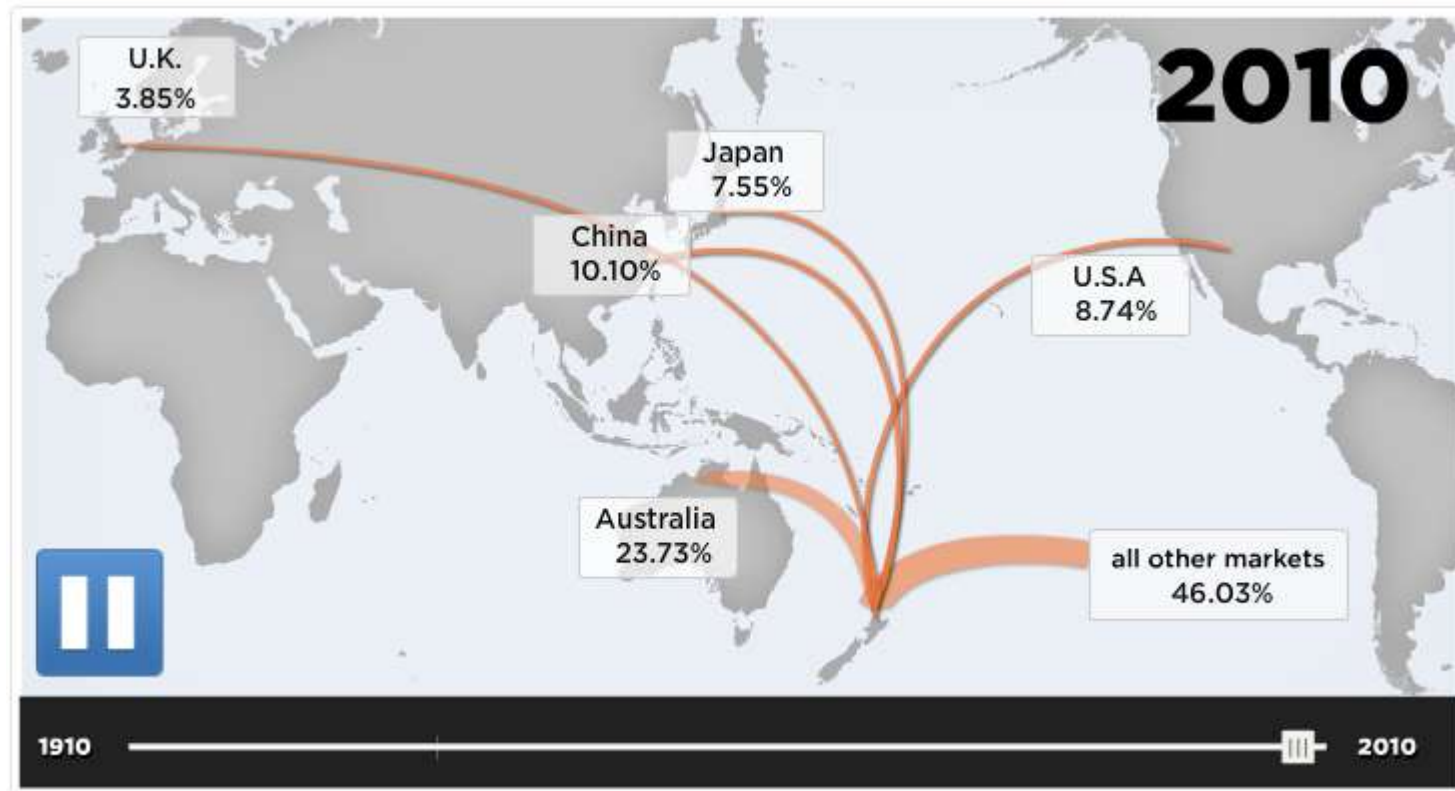 U.K.
3.85%
2010
Japan
7.55%
China
10.10%
U.S.A
8.74%
Australia
23.73%
all other markets
46.03%
1910
2010